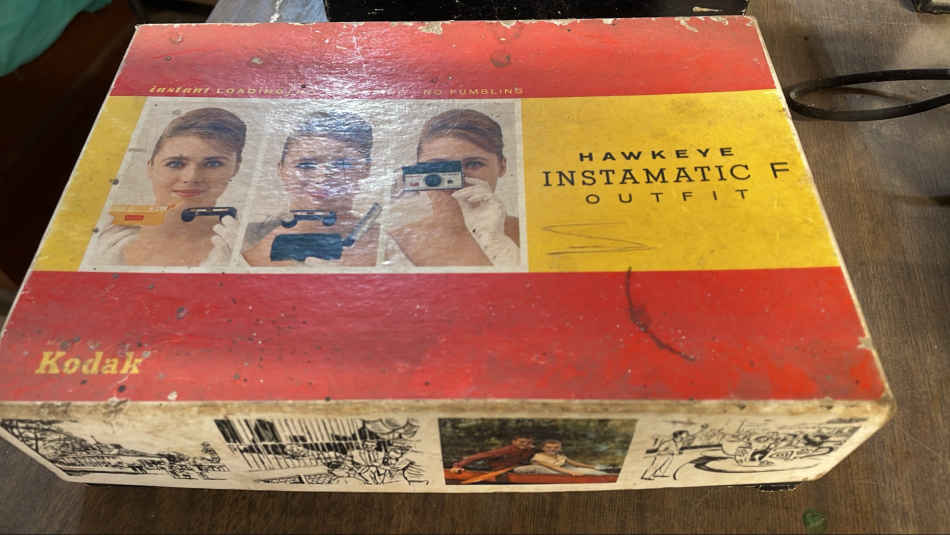 instant LOADING NO FUMBLING
HAWKEYE
INSTAMATIC F
OUTFIT
Kodak